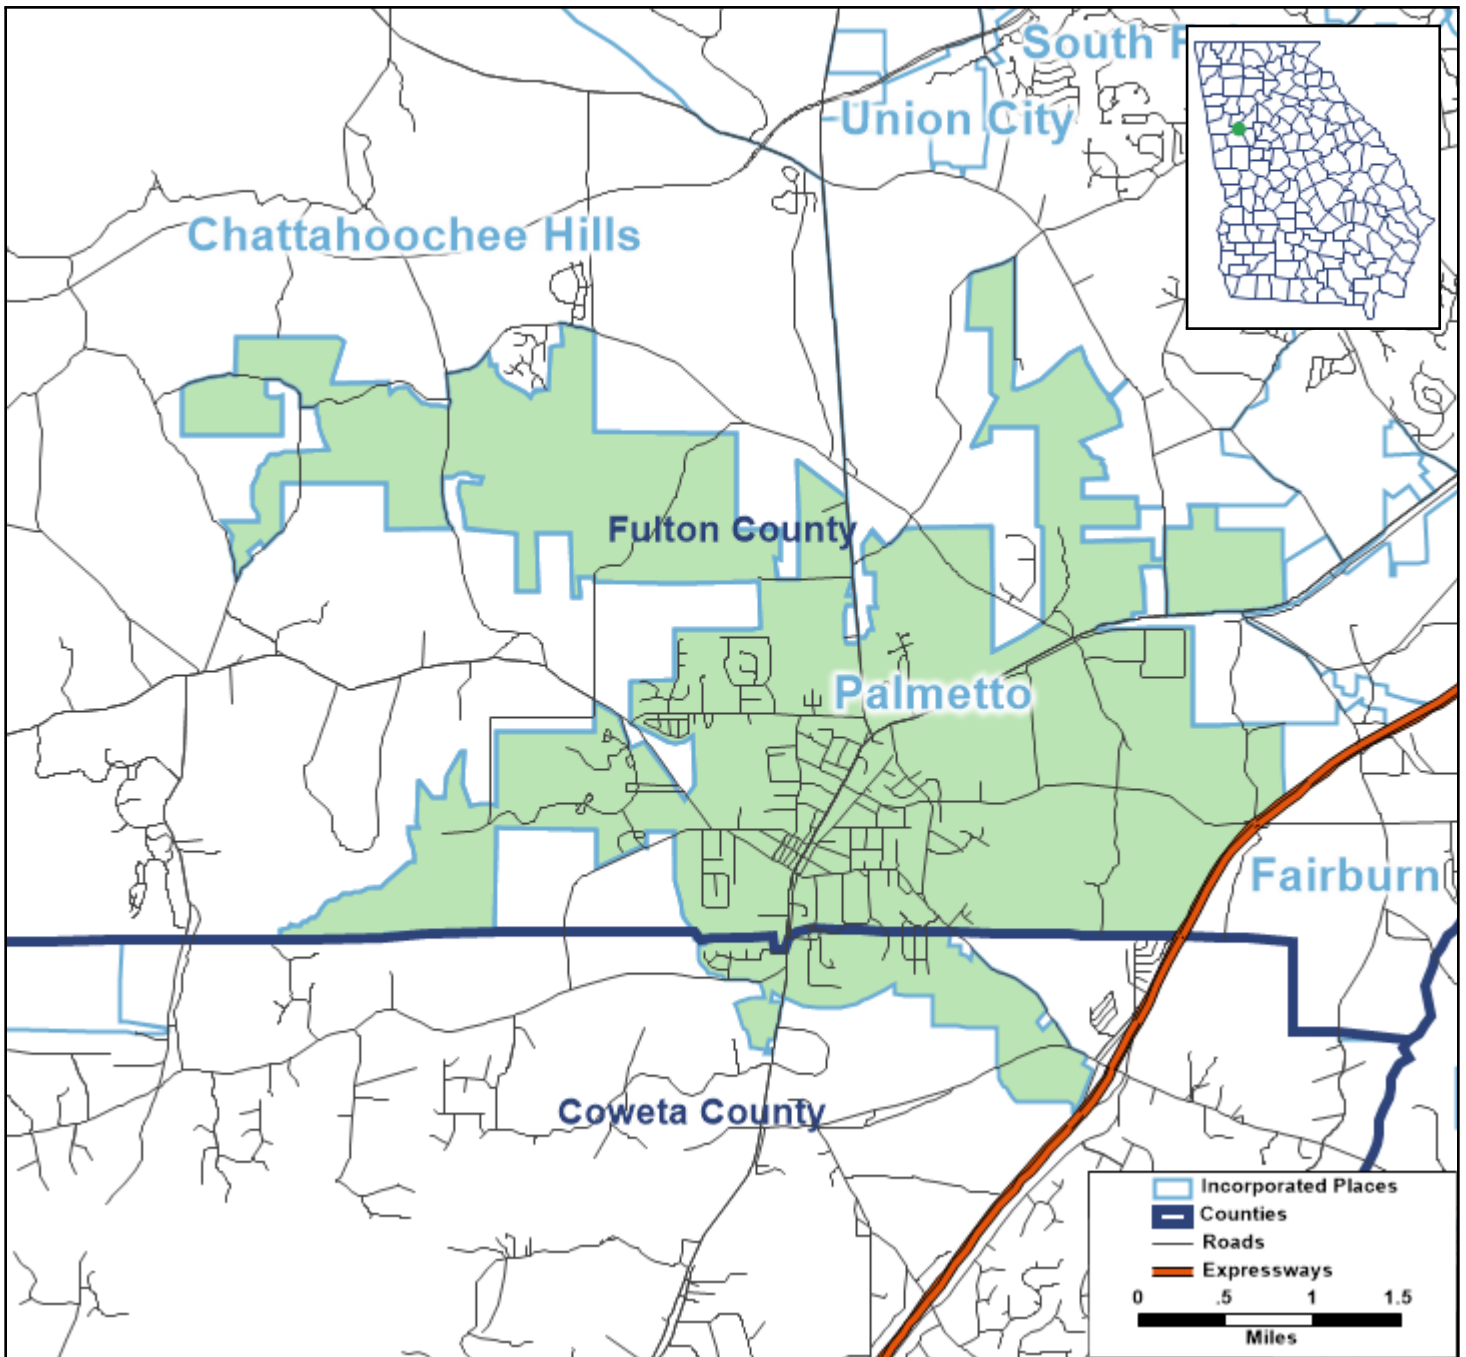 South F
Union City
Chattahoochee Hills
Fulton County
Palmetto
Fairburn
Coweta County
Incorporated Places
Counties
Roads
Expressways
0 .5 1 1.5
Miles